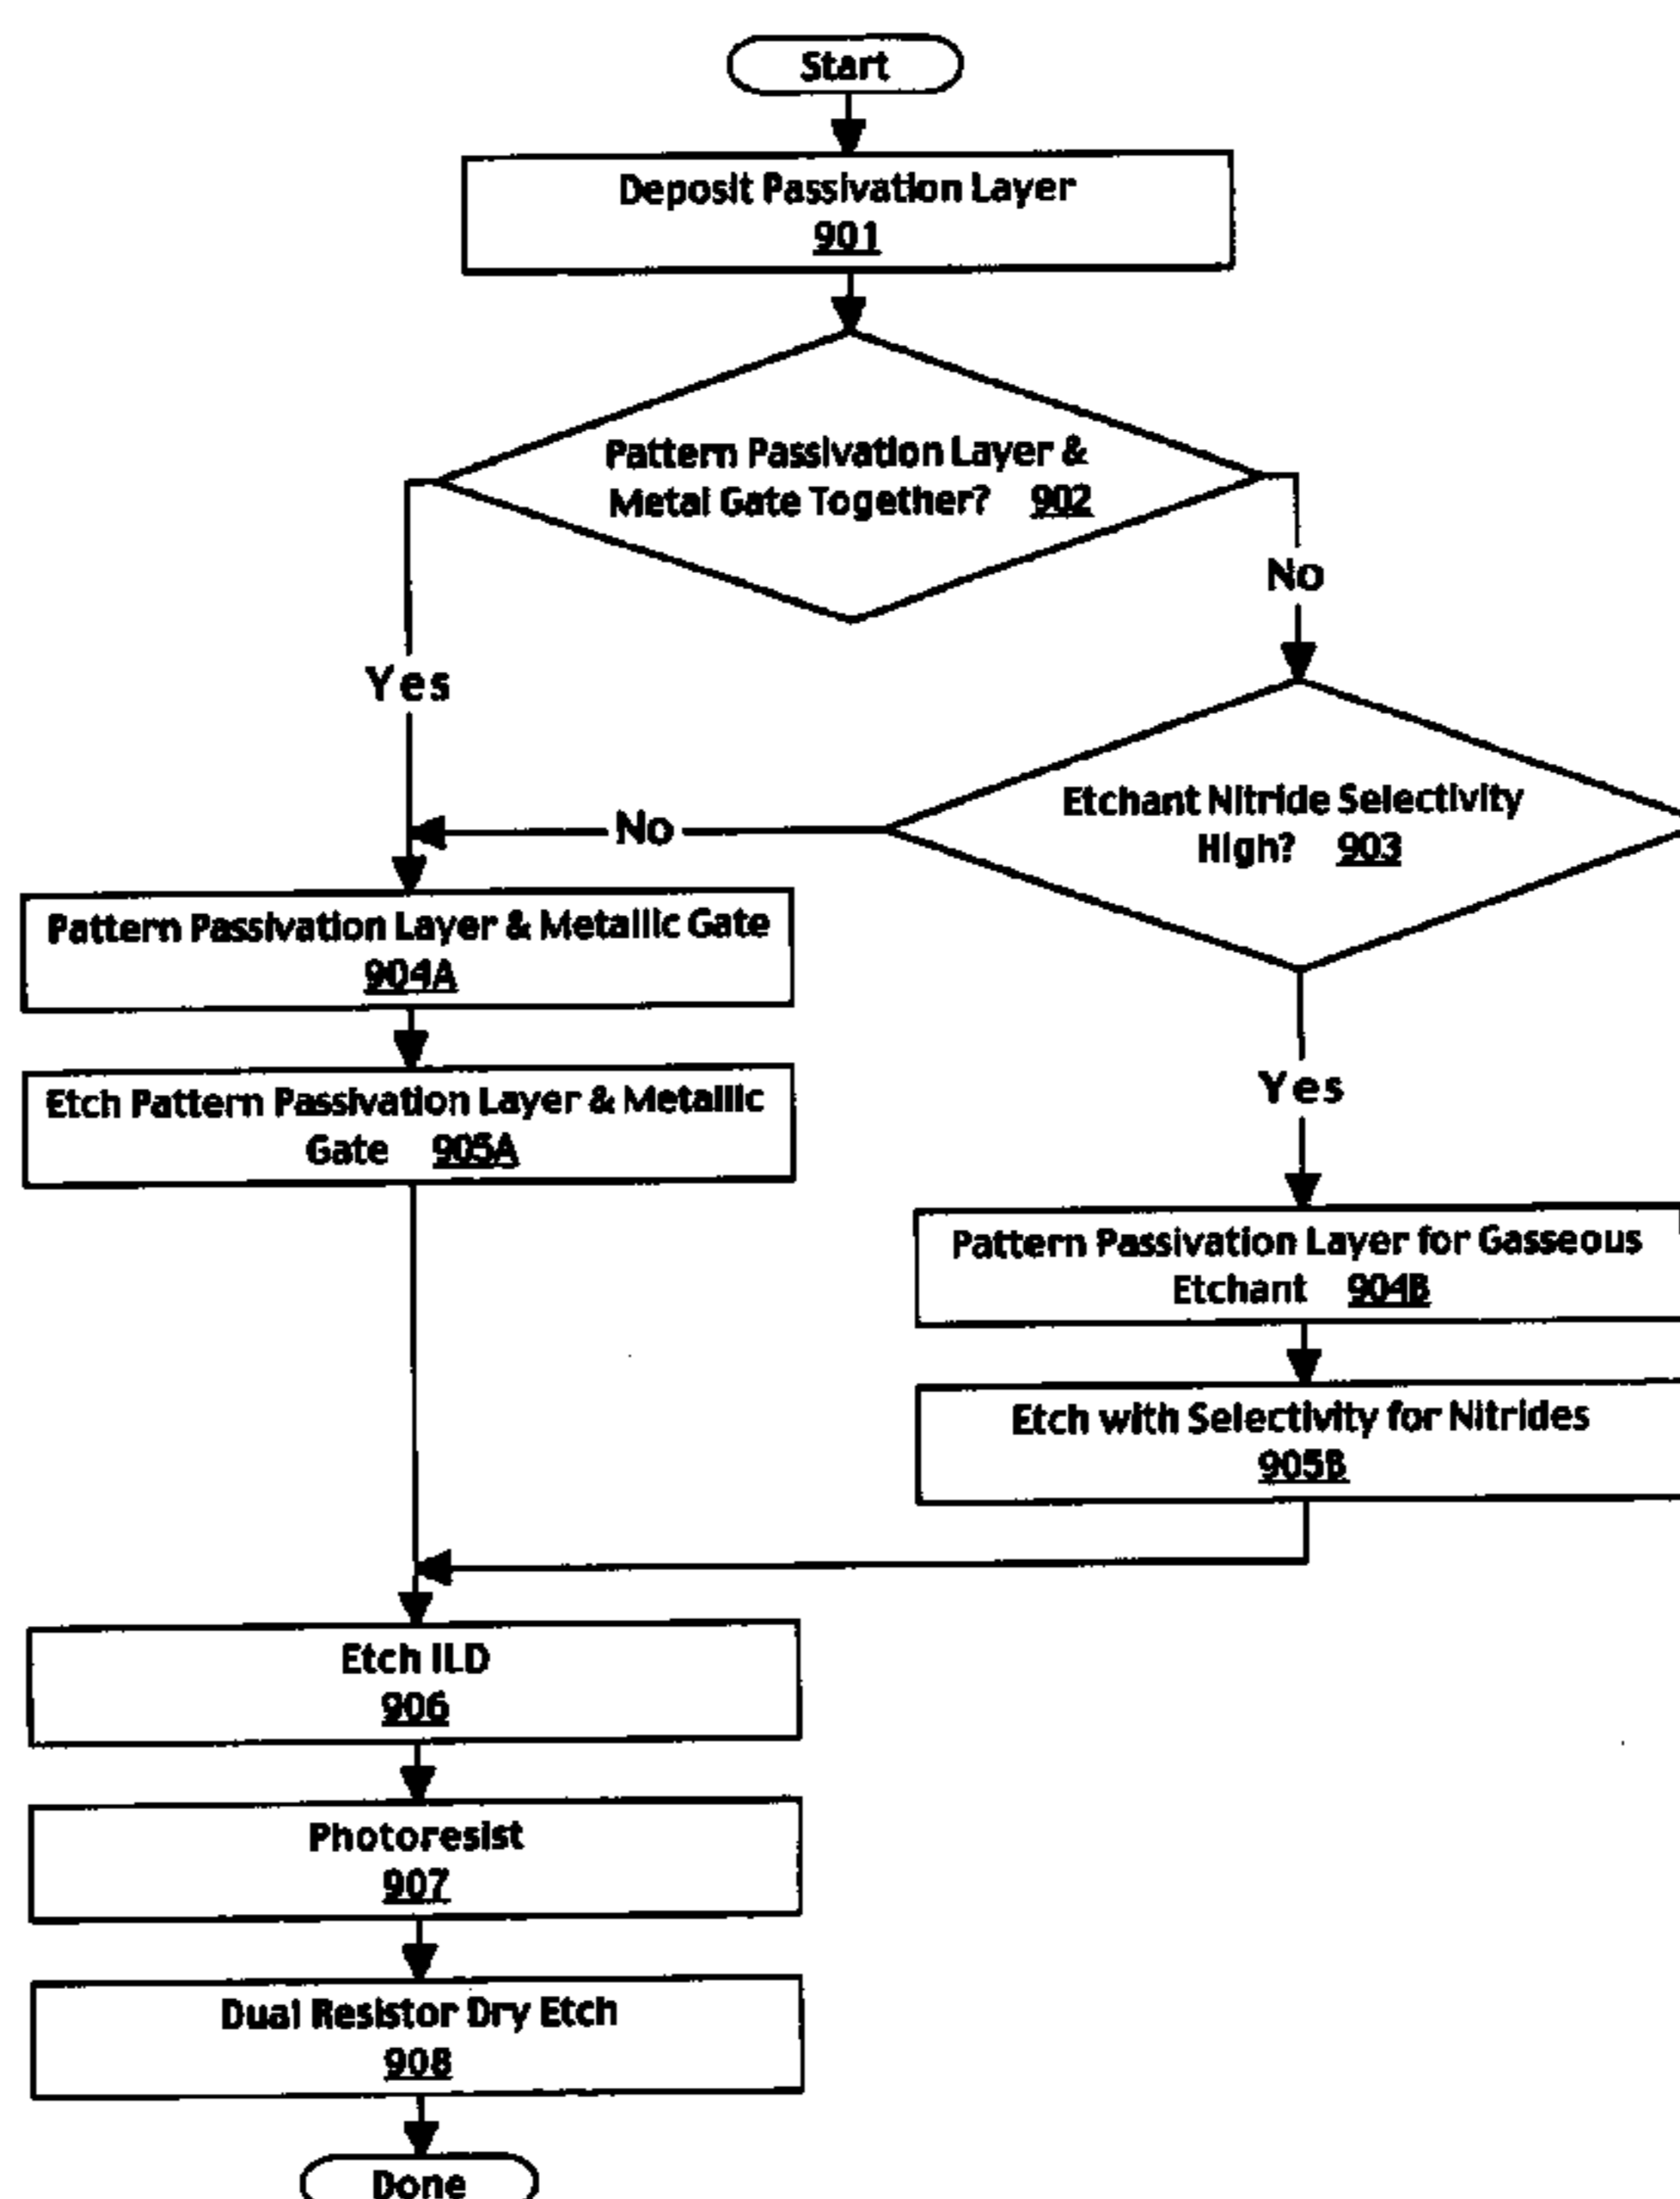 Start
Deposit Passivation Layer
901
Pattern Passivation Layer &
Metal Gate Together? 902
No
Yes
Etchant Nitride Selectivity
High? 903
No
Pattern Passivation Layer & Metallic Gate
904A
Etch Pattern Passivation Layer & Metallic
Gate 905A
Yes
Pattern Passivation Layer for Gasseous
Etchant 904B
Etch with Selectivity for Nitrides
905B
Etch ILD
906
Photoresist
907
Dual Resistor Dry Etch
908
Done